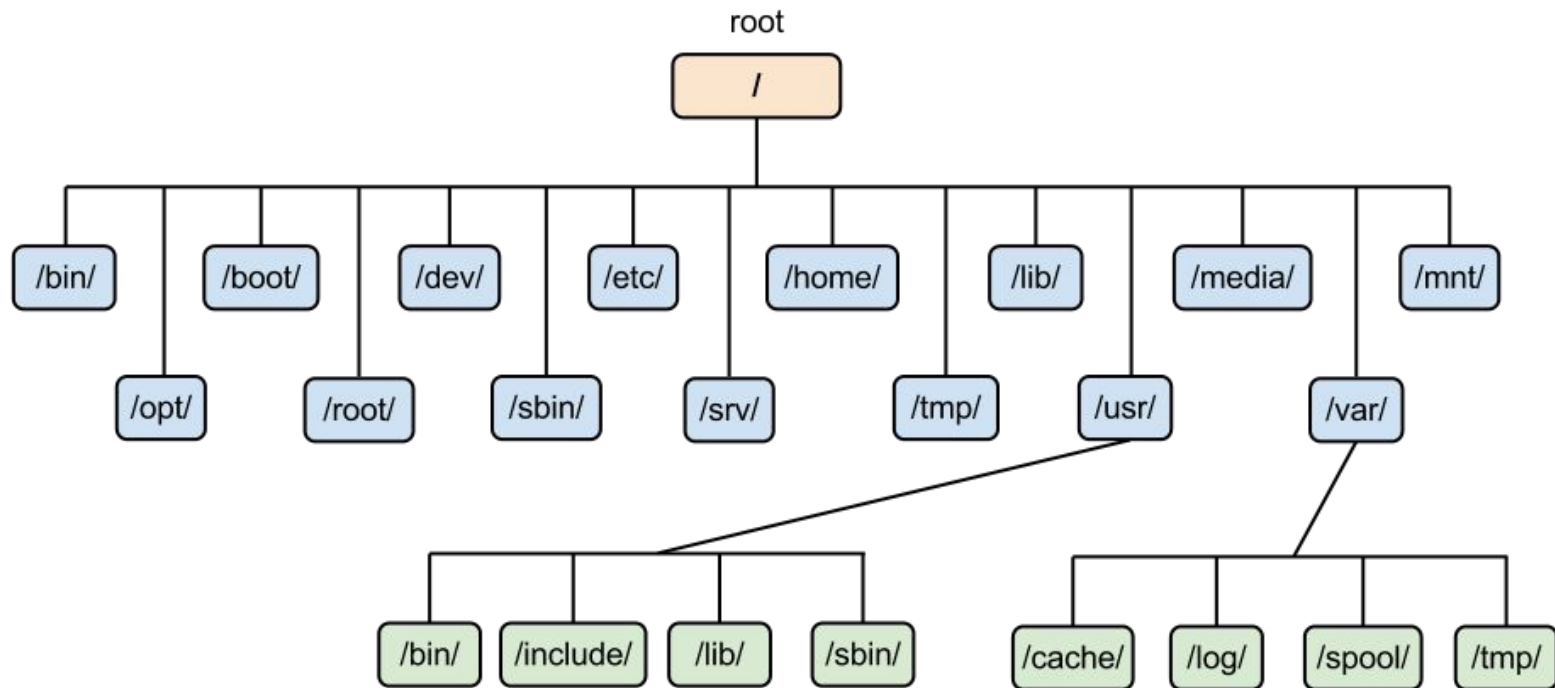 root
/
/bin/ /boot/ /dev/ /etc/ /home/ /lib/ /media/ /mnt/
/opt/ /root/ /sbin/ /srv/ /tmp/ /usr/ /var/
/bin/ /include/ /lib/ /sbin/ /cache/ /log/ /spool/ /tmp/